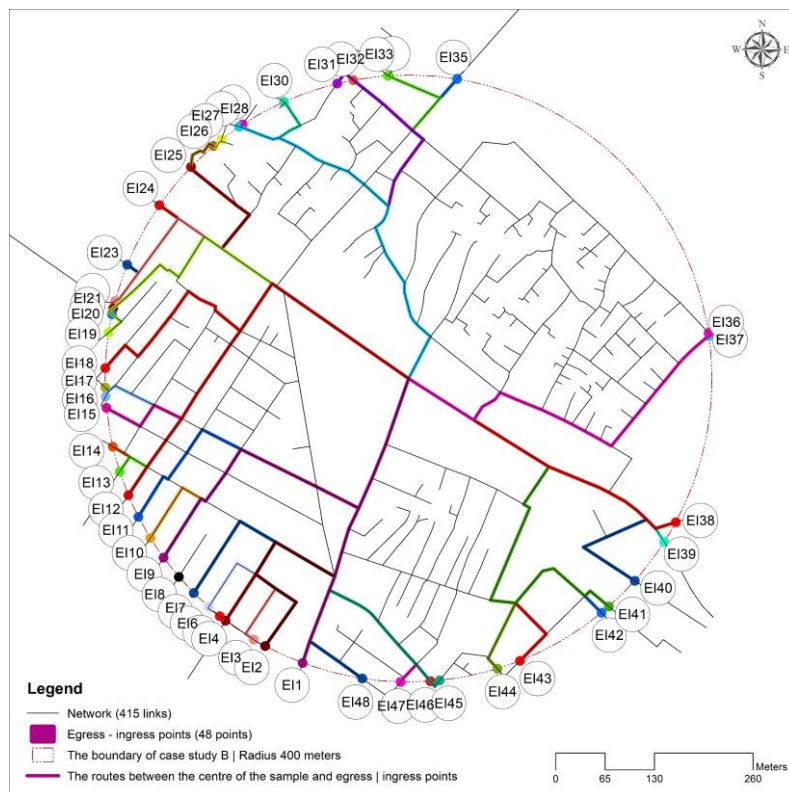 N
W E
S
EI35
EI33
EI32
EI31
EI30
EI28
EI27
EI26
EI25
EI24
EI23
EI21
EI20
EI19
EI18
EI17
EI16
EI15
EI14
EI13
EI12
EI11
EI10
EI9
EI8
EI7
EI6
EI4
EI3
EI2
EI1
EI48
EI47
EI46
EI45
EI44
EI43
EI42
EI41
EI40
EI39
EI38
EI37
EI36
Legend
Network (415 links)
Egress - ingress points (48 points)
The boundary of case study B | Radius 400 meters
The routes between the centre of the sample and egress | ingress points
Meters
0 65 130 260